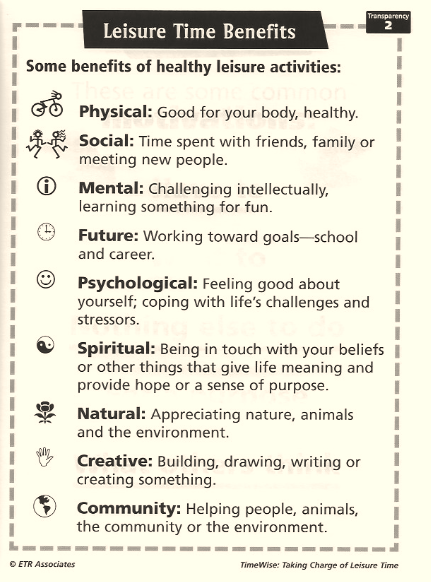 Transparency
2
Leisure Time Benefits
Some benefits of healthy leisure activities:
Physical: Good for your body, healthy.
Social: Time spent with friends, family or
meeting new people.
Mental: Challenging intellectually,
learning something for fun.
Future: Working toward goals—school
and career.
Psychological: Feeling good about
yourself; coping with life's challenges and
stressors.
Spiritual: Being in touch with your beliefs
or other things that give life meaning and
provide hope or a sense of purpose.
Natural: Appreciating nature, animals
and the environment.
Creative: Building, drawing, writing or
creating something.
Community: Helping people, animals,
the community or the environment.
© ETR Associates
TimeWise: Taking Charge of Leisure Time